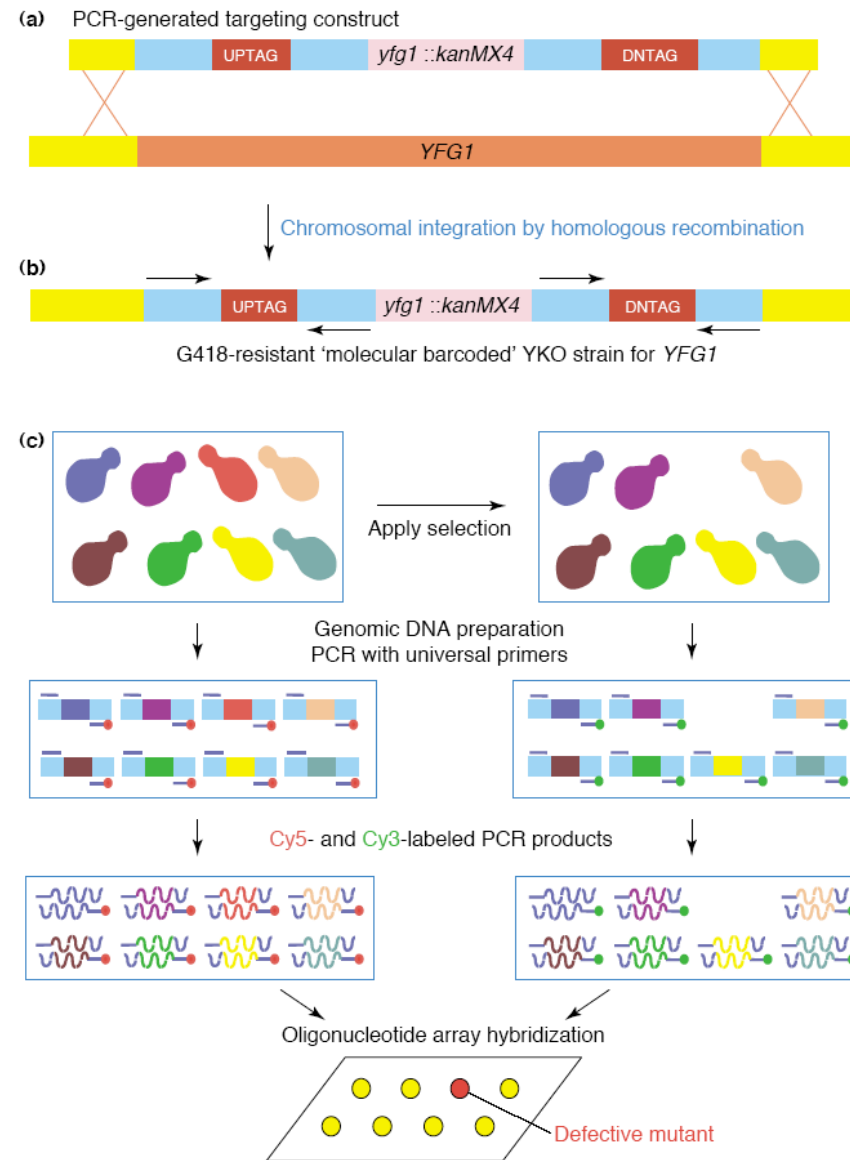 (a) PCR-generated targeting construct
UPTAG yfg1 ::kanMX4 DNTAG
YFG1
Chromosomal integration by homologous recombination
(b)
UPTAG yfg1 ::kanMX4 DNTAG
G418-resistant ‘molecular barcoded’ YKO strain for YFG1
(c)
Apply selection
Genomic DNA preparation
PCR with universal primers
Cy5- and Cy3-labeled PCR products
Oligonucleotide array hybridization
Defective mutant